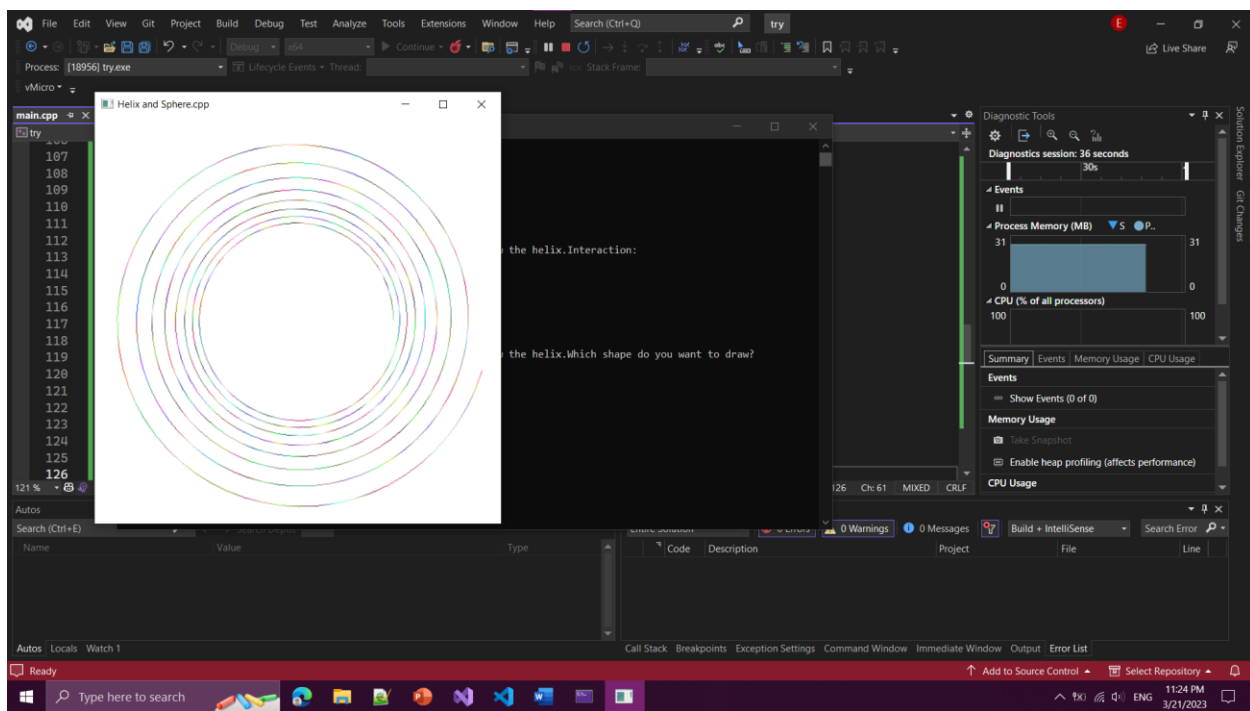 File Edit View Git Project Build Debug Test Analyze Tools Extensions Window Help Search (Ctrl+Q) try E
Debug x64 Continue Live Share
Process: [18956] try.exe Lifecycle Events Thread: Stack Frame:
vMicro
Helix and Sphere.cpp
main.cpp
try
107
108
109
110
111
112
113
114
115
116
117
118
119
120
121
122
123
124
125
126
the helix.Interaction:
the helix.Which shape do you want to draw?
121 %
126 Ch: 61 MIXED CRLF
Diagnostic Tools
Diagnostics session: 36 seconds
30s
Events
Process Memory (MB) S P..
31 31
0 0
CPU (% of all processors)
100 100
Summary Events Memory Usage CPU Usage
Events
Show Events (0 of 0)
Memory Usage
Take Snapshot
Enable heap profiling (affects performance)
CPU Usage
Solution Explorer
Git Changes
Autos
Search (Ctrl+E)
Name Value Type
Entire Solution 0 Errors 0 Warnings 0 Messages Build + IntelliSense Search Error
Code Description Project File Line
Autos Locals Watch 1
Call Stack Breakpoints Exception Settings Command Window Immediate Window Output Error List
Ready Add to Source Control Select Repository
Type here to search
ENG 11:24 PM
3/21/2023